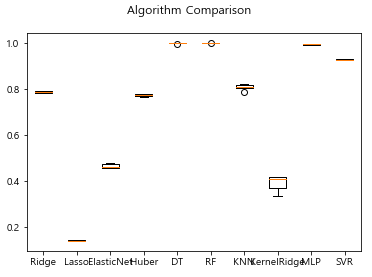 Algorithm Comparison
1.0
0.8
0.6
0.4
0.2
Ridge Lasso ElasticNet Huber DT RF KNN KernelRidge MLP SVR